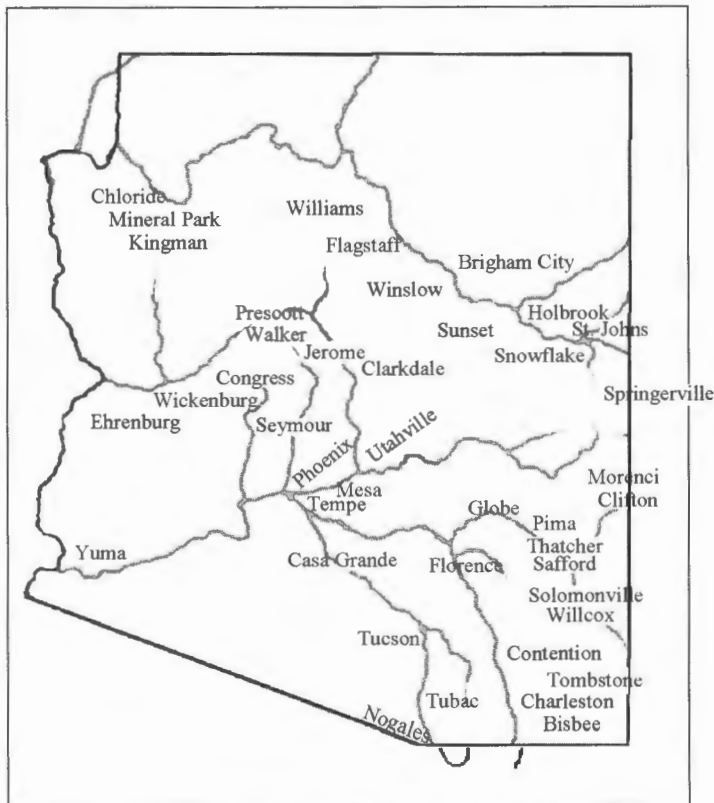 Chloride
Mineral Park
Kingman
Williams
Flagstaff
Brigham City
Winslow
Holbrook
Prescott
Walker
Sunset
St. Johns
Jerome
Snowflake
Clarkdale
Congress
Wickenburg
Springerville
Ehrenburg
Seymour
Phoenix
Utahville
Mesa
Tempe
Morenci
Clifton
Globe
Pima
Yuma
Casa Grande
Florence
Thatcher
Safford
Solomonville
Willcox
Tucson
Contention
Tombstone
Tubac
Charleston
Bisbee
Nogales